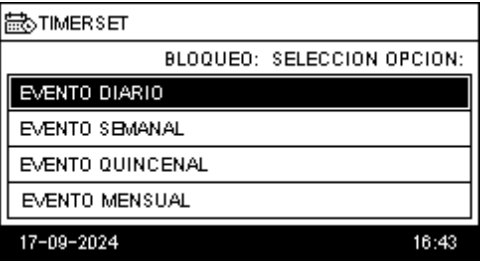 TIMERSET
BLOQUEO: SELECCION OPCION:
EVENTO DIARIO
EVENTO SEMANAL
EVENTO QUINCENAL
EVENTO MENSUAL
17-09-2024 16:43